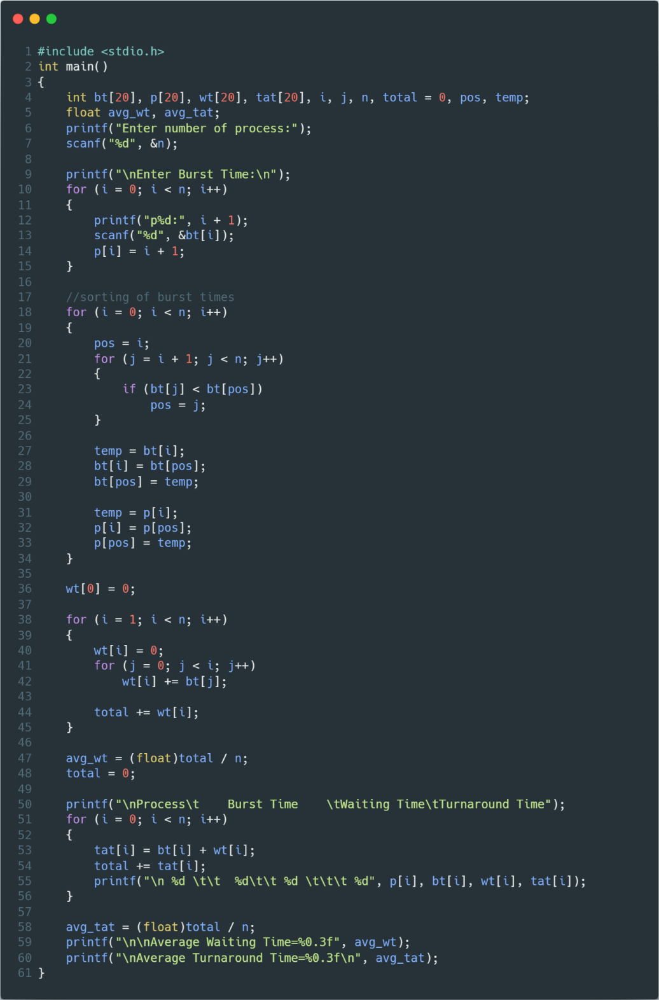 1 #include <stdio.h>
2 int main()
3 {
4     int bt[20], p[20], wt[20], tat[20], i, j, n, total = 0, pos, temp;
5     float avg_wt, avg_tat;
6     printf("Enter number of process:");
7     scanf("%d", &n);
8
9     printf("\nEnter Burst Time:\n");
10     for (i = 0; i < n; i++)
11     {
12         printf("p%d:", i + 1);
13         scanf("%d", &bt[i]);
14         p[i] = i + 1;
15     }
16
17     //sorting of burst times
18     for (i = 0; i < n; i++)
19     {
20         pos = i;
21         for (j = i + 1; j < n; j++)
22         {
23             if (bt[j] < bt[pos])
24                 pos = j;
25         }
26
27         temp = bt[i];
28         bt[i] = bt[pos];
29         bt[pos] = temp;
30
31         temp = p[i];
32         p[i] = p[pos];
33         p[pos] = temp;
34     }
35
36     wt[0] = 0;
37
38     for (i = 1; i < n; i++)
39     {
40         wt[i] = 0;
41         for (j = 0; j < i; j++)
42             wt[i] += bt[j];
43
44         total += wt[i];
45     }
46
47     avg_wt = (float)total / n;
48     total = 0;
49
50     printf("\nProcess\t    Burst Time    \tWaiting Time\tTurnaround Time");
51     for (i = 0; i < n; i++)
52     {
53         tat[i] = bt[i] + wt[i];
54         total += tat[i];
55         printf("\n %d \t\t  %d\t\t %d \t\t\t %d", p[i], bt[i], wt[i], tat[i]);
56     }
57
58     avg_tat = (float)total / n;
59     printf("\n\nAverage Waiting Time=%0.3f", avg_wt);
60     printf("\nAverage Turnaround Time=%0.3f\n", avg_tat);
61 }